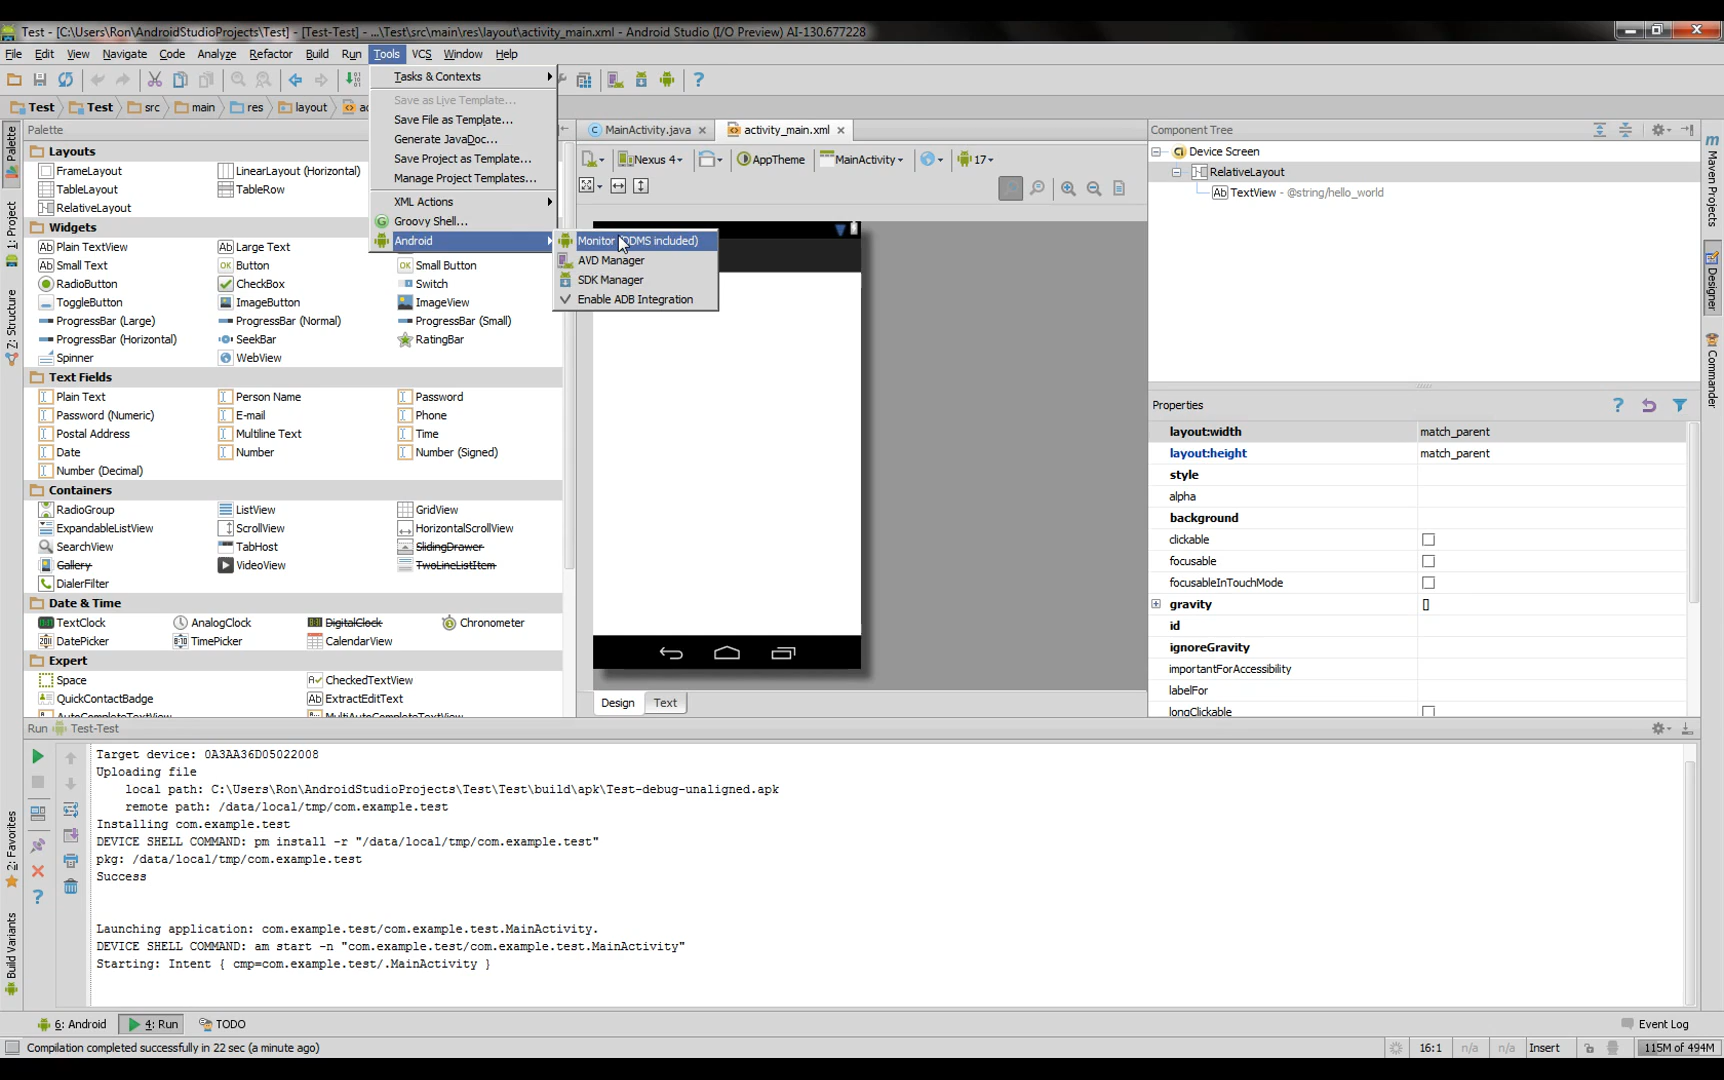 Test - [C:\Users\Ron\AndroidStudioProjects\Test] - [Test-Test] - ...\Test\src\main\res\layout\activity_main.xml - Android Studio (I/O Preview) AI-130.677228
File Edit View Navigate Code Analyze Refactor Build Run Tools VCS Window Help
Test Test src main res layout
Tasks & Contexts
Save as Live Template...
Save File as Template...
Generate JavaDoc...
Save Project as Template...
Manage Project Templates...
XML Actions
Groovy Shell...
Android
Monitor (DDMS included)
AVD Manager
SDK Manager
Enable ADB Integration
Palette
Layouts
FrameLayout LinearLayout (Horizontal)
TableLayout TableRow
RelativeLayout
Widgets
Plain TextView Large Text
Small Text Button Small Button
RadioButton CheckBox Switch
ToggleButton ImageButton ImageView
ProgressBar (Large) ProgressBar (Normal) ProgressBar (Small)
ProgressBar (Horizontal) SeekBar RatingBar
Spinner WebView
Text Fields
Plain Text Person Name Password
Password (Numeric) E-mail Phone
Postal Address Multiline Text Time
Date Number Number (Signed)
Number (Decimal)
Containers
RadioGroup ListView GridView
ExpandableListView ScrollView HorizontalScrollView
SearchView TabHost SlidingDrawer
Gallery VideoView TwoLineListItem
DialerFilter
Date & Time
TextClock AnalogClock DigitalClock Chronometer
DatePicker TimePicker CalendarView
Expert
Space CheckedTextView
QuickContactBadge ExtractEditText
AutoCompleteTextView MultiAutoCompleteTextView
MainActivity.java activity_main.xml
Nexus 4 AppTheme MainActivity 17
Design Text
Component Tree
Device Screen
RelativeLayout
Ab TextView - @string/hello_world
Properties
layout:width match_parent
layout:height match_parent
style
alpha
background
clickable
focusable
focusableInTouchMode
gravity []
id
ignoreGravity
importantForAccessibility
labelFor
longClickable
Palette
1: Project
Z: Structure
2: Favorites
Build Variants
Maven Projects
Designer
Commander
Run Test-Test
Target device: 0A3AA36D05022008
Uploading file
local path: C:\Users\Ron\AndroidStudioProjects\Test\Test\build\apk\Test-debug-unaligned.apk
remote path: /data/local/tmp/com.example.test
Installing com.example.test
DEVICE SHELL COMMAND: pm install -r "/data/local/tmp/com.example.test"
pkg: /data/local/tmp/com.example.test
Success
Launching application: com.example.test/com.example.test.MainActivity.
DEVICE SHELL COMMAND: am start -n "com.example.test/com.example.test.MainActivity"
Starting: Intent { cmp=com.example.test/.MainActivity }
6: Android 4: Run TODO Event Log
Compilation completed successfully in 22 sec (a minute ago) 16:1 n/a n/a Insert 115M of 494M